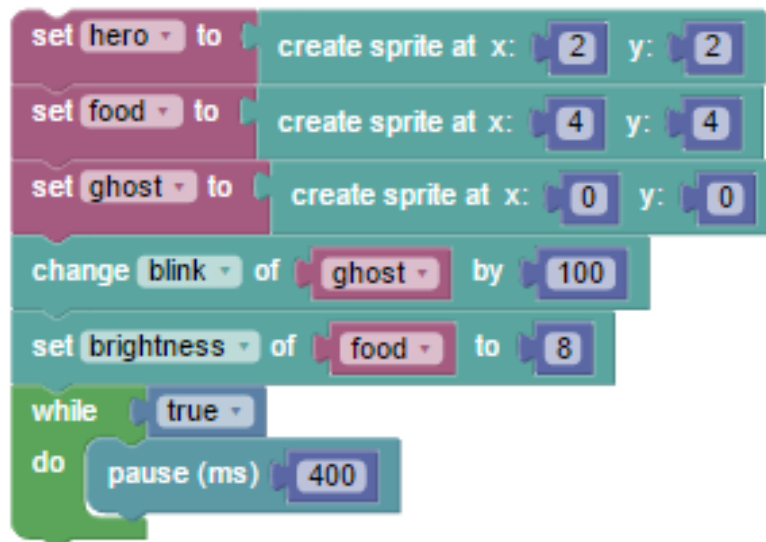 set hero to create sprite at x: 2 y: 2
set food to create sprite at x: 4 y: 4
set ghost to create sprite at x: 0 y: 0
change blink of ghost by 100
set brightness of food to 8
while true
do pause (ms) 400